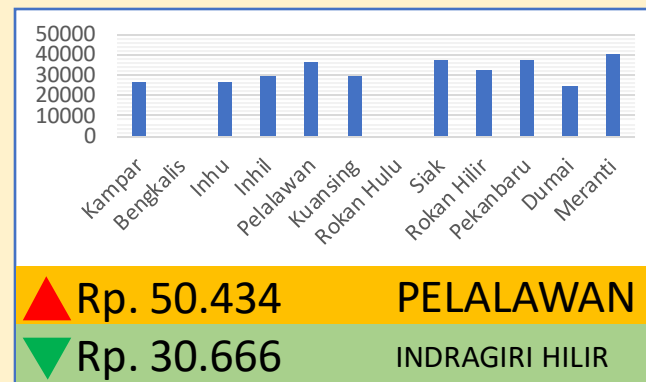 50000
40000
30000
20000
10000
0
Kampar
Bengkalis
Inhu
Inhil
Pelalawan
Kuansing
Rokan Hulu
Siak
Rokan Hilir
Pekanbaru
Dumai
Meranti
Rp. 50.434 PELALAWAN
Rp. 30.666 INDRAGIRI HILIR